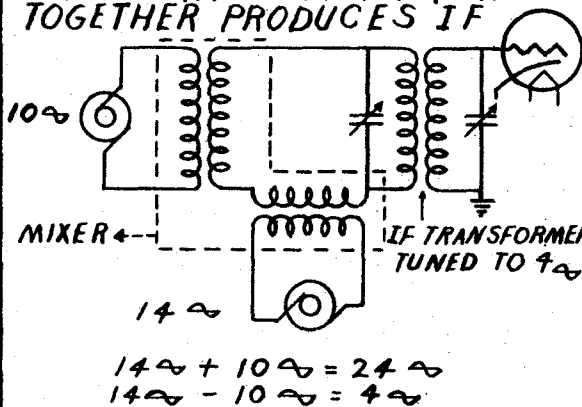 TOGETHER PRODUCES IF
10∿
MIXER
IF TRANSFORMER
TUNED TO 4∿
14∿
14∿ + 10∿ = 24∿
14∿ - 10∿ = 4∿